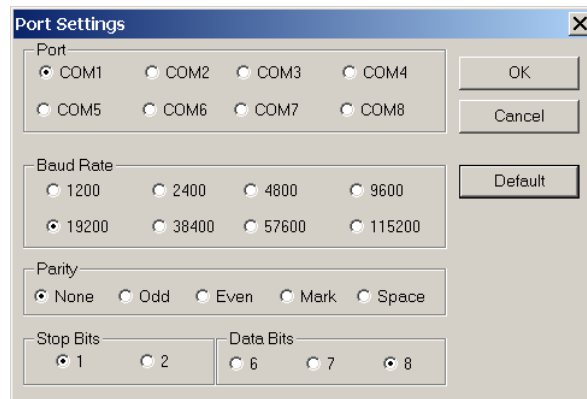 Port Settings
Port
COM1 COM2 COM3 COM4
COM5 COM6 COM7 COM8
OK
Cancel
Baud Rate
1200 2400 4800 9600
19200 38400 57600 115200
Default
Parity
None Odd Even Mark Space
Stop Bits
1 2
Data Bits
6 7 8